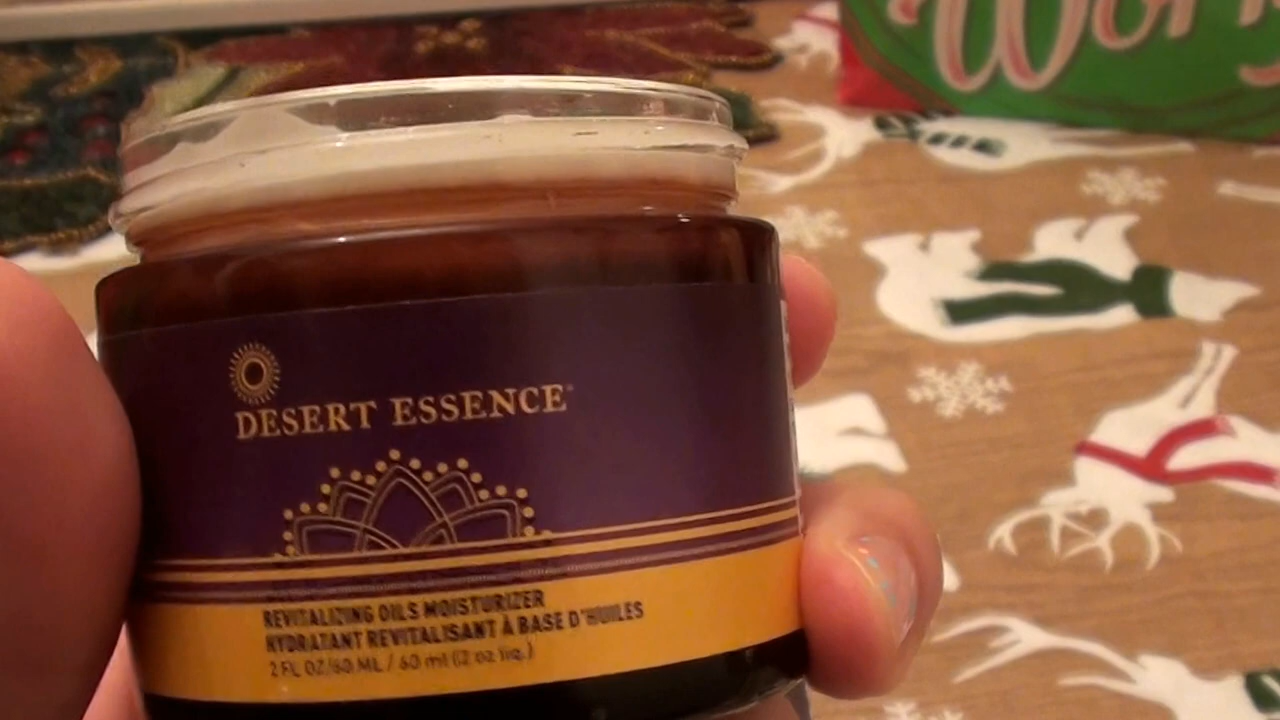 DESERT ESSENCE
REVITALIZING OILS MOISTURIZER
HYDRATANT REVITALISANT À BASE D'HUILES
2 FL OZ/60 ML / 60 ml (2 oz liq.)